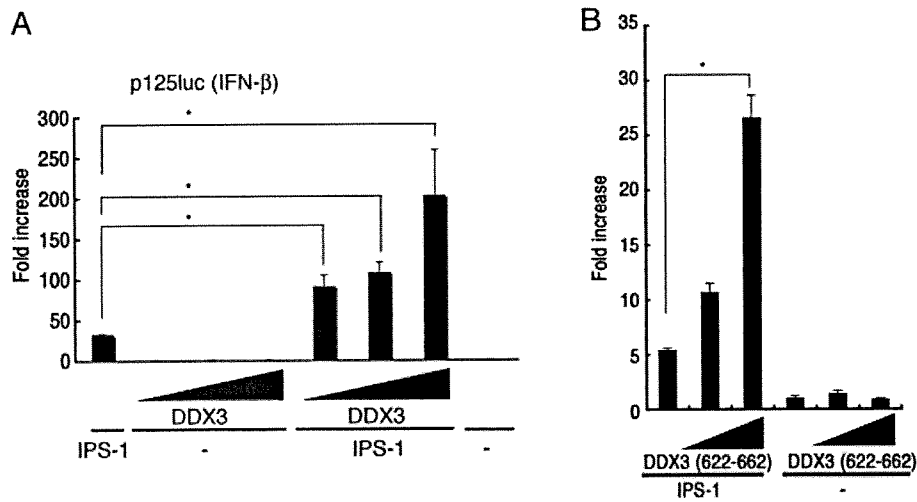 A
p125luc (IFN-β)
Fold increase
300
250
200
150
100
50
0
*
*
*
DDX3
DDX3
IPS-1
-
IPS-1
-
B
Fold increase
35
30
25
20
15
10
5
0
*
DDX3 (622-662)
DDX3 (622-662)
IPS-1
-